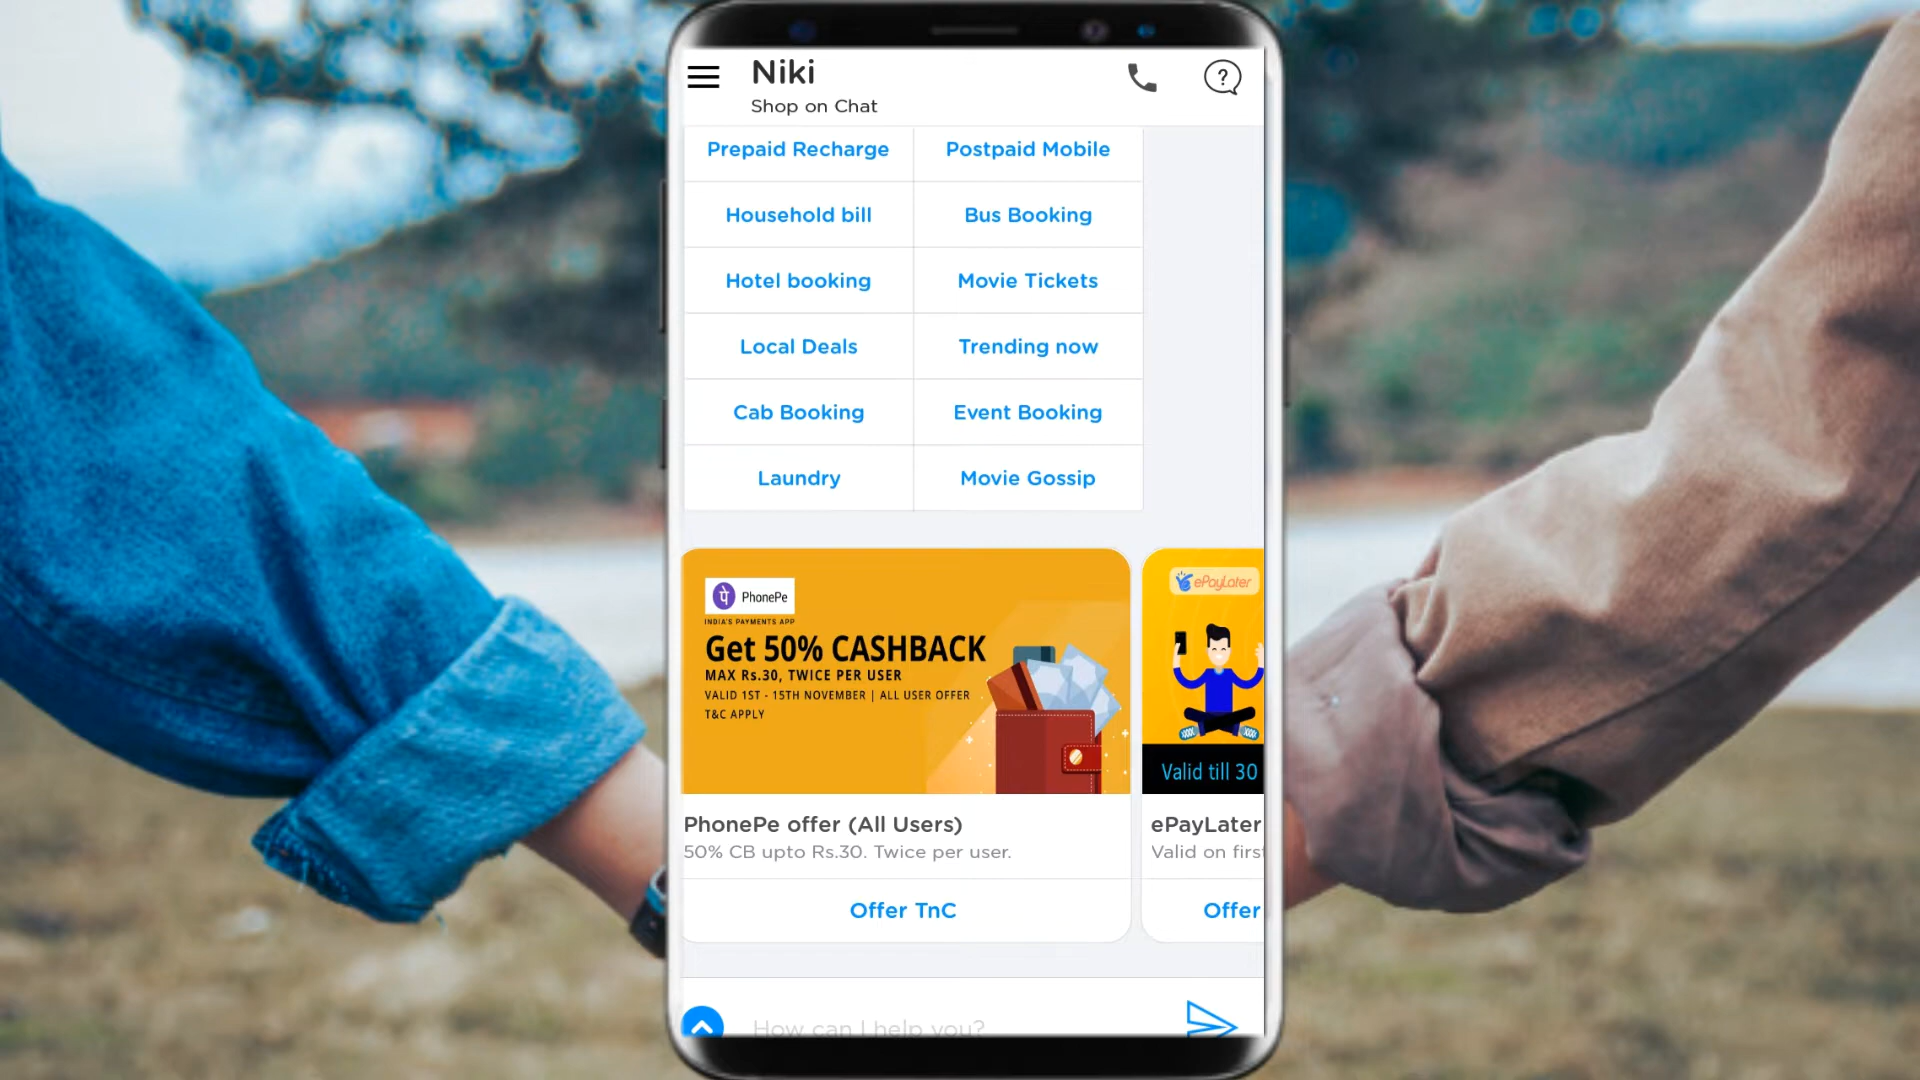 Niki
Shop on Chat
?
Prepaid Recharge Postpaid Mobile
Household bill Bus Booking
Hotel booking Movie Tickets
Local Deals Trending now
Cab Booking Event Booking
Laundry Movie Gossip
पे PhonePe
INDIA'S PAYMENTS APP
Get 50% CASHBACK
MAX Rs.30, TWICE PER USER
VALID 1ST - 15TH NOVEMBER | ALL USER OFFER
T&C APPLY
ePayLater
Valid till 30
PhonePe offer (All Users)
50% CB upto Rs.30. Twice per user.
Offer TnC
ePayLater
Valid on first
Offer
How can I help you?